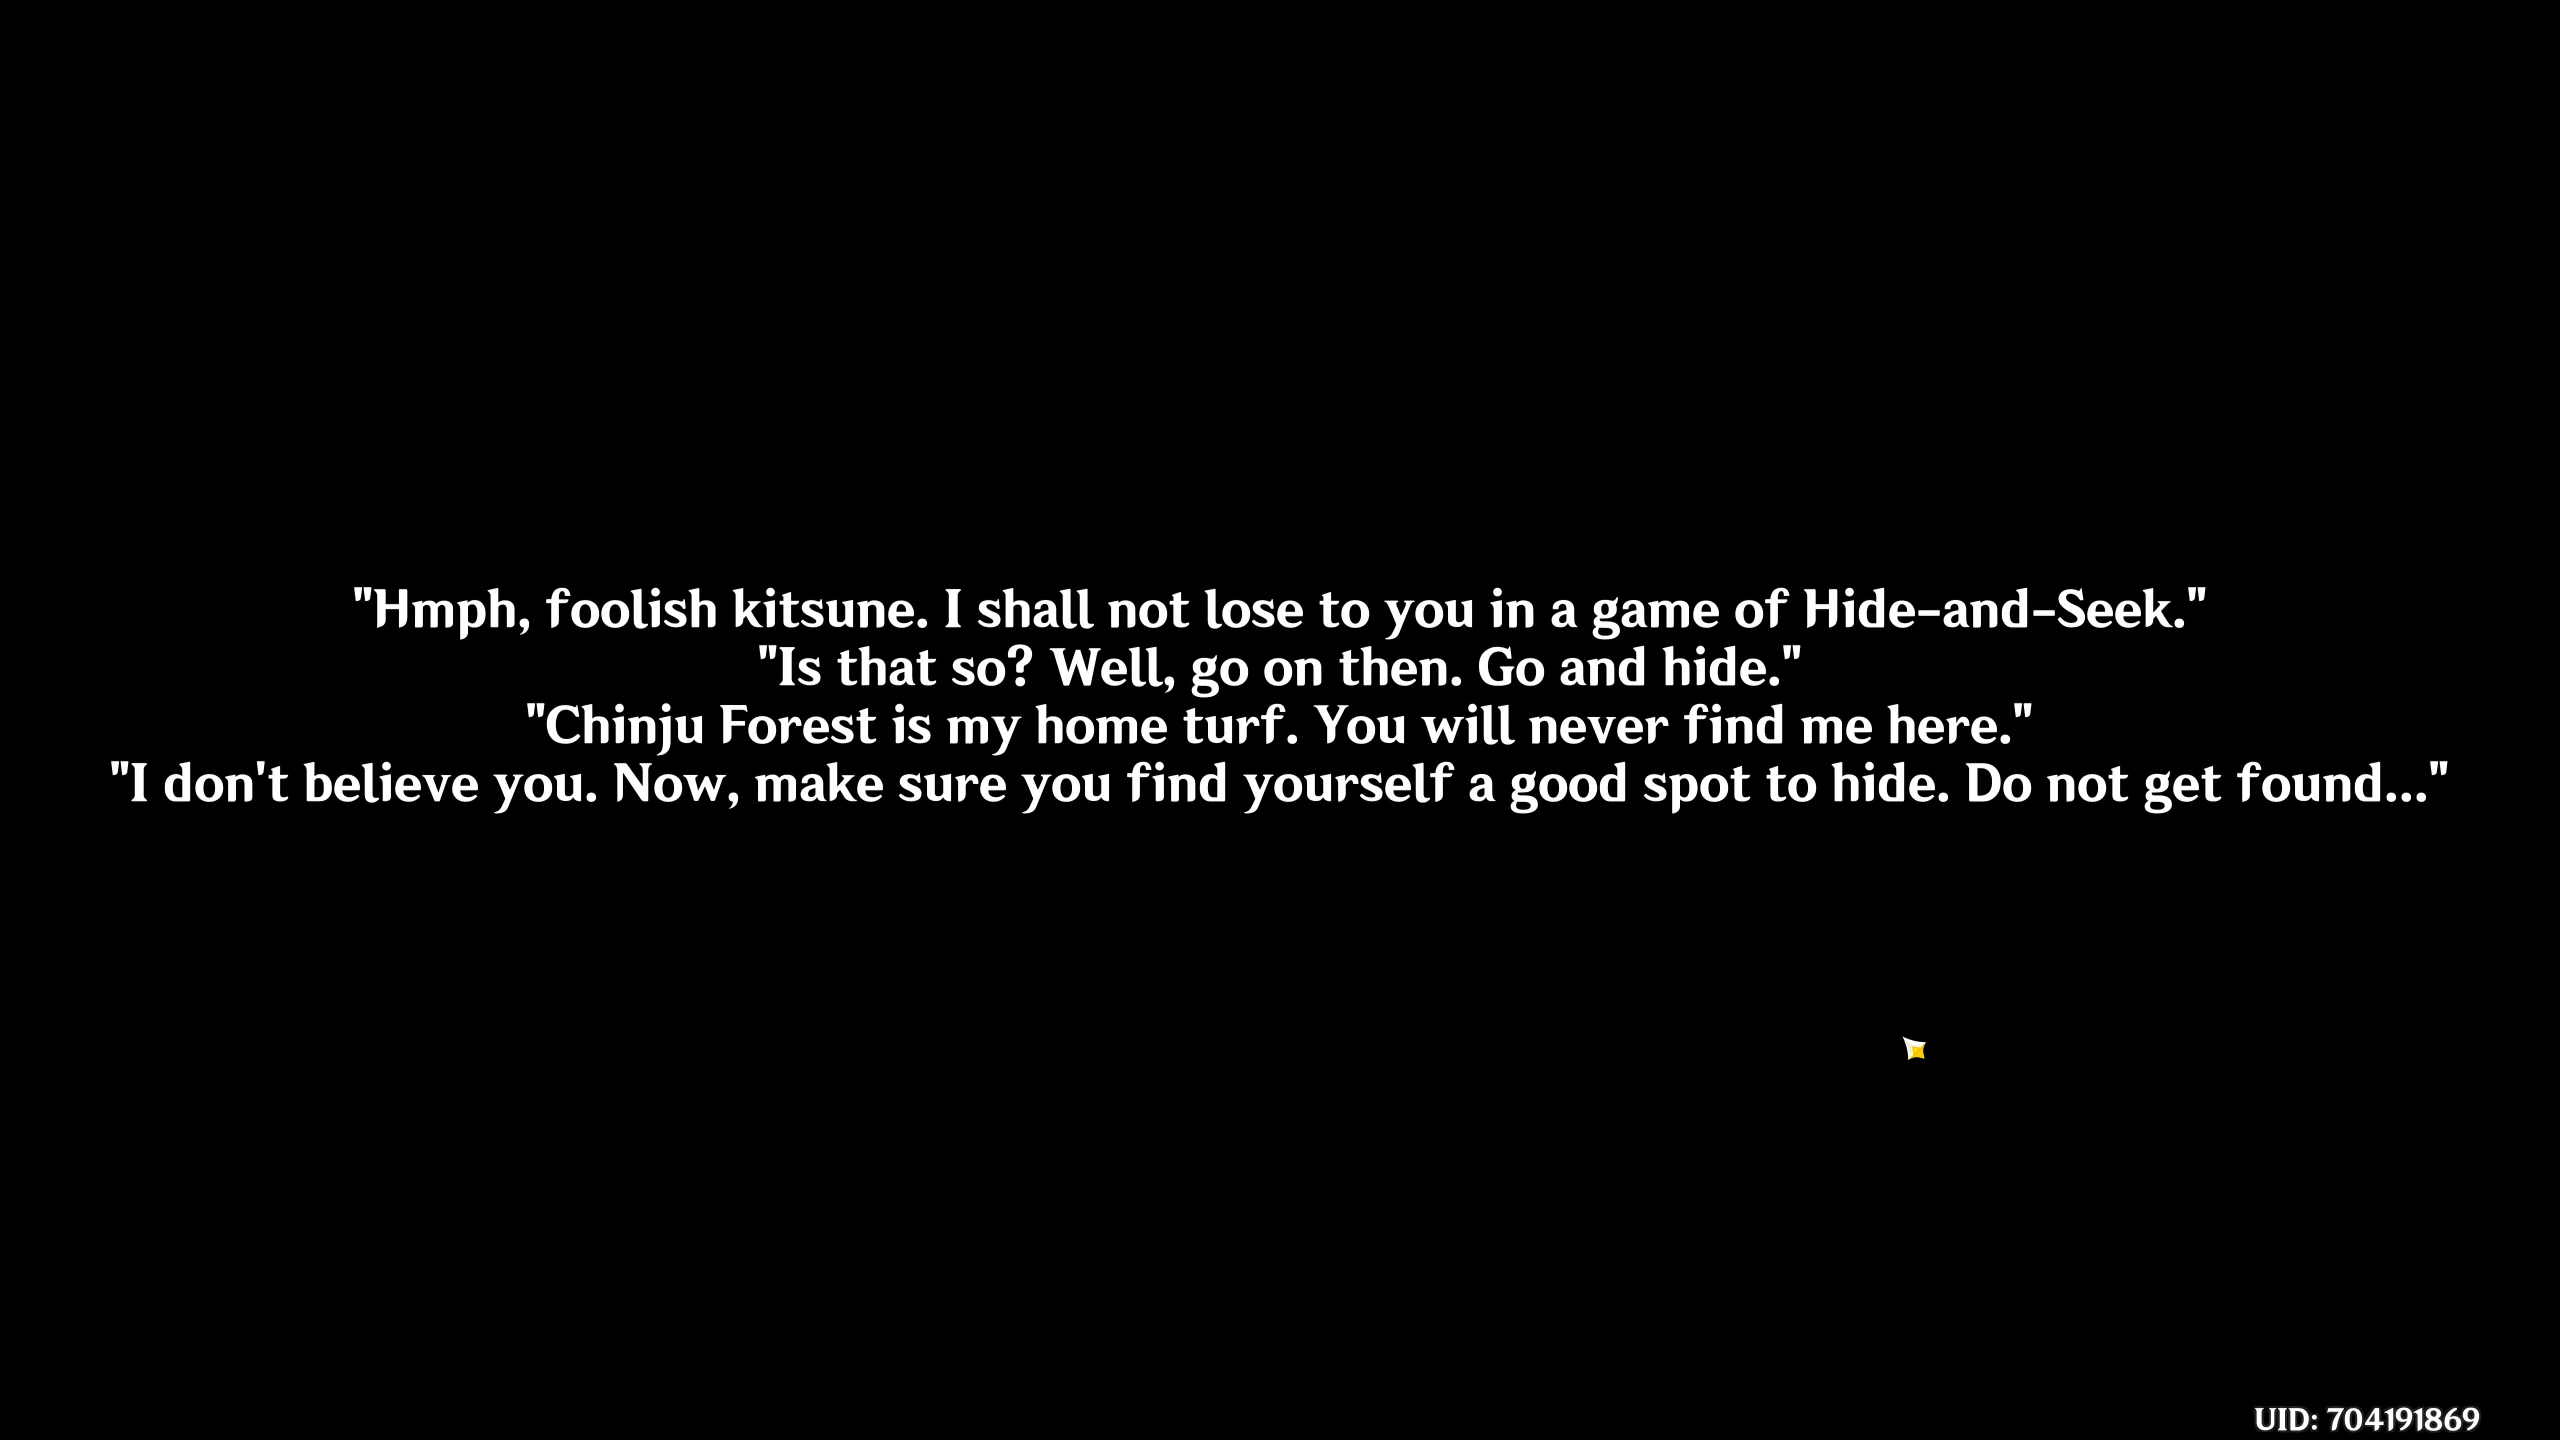 "Hmph, foolish kitsune. I shall not lose to you in a game of Hide-and-Seek."
"Is that so? Well, go on then. Go and hide."
"Chinju Forest is my home turf. You will never find me here."
"I don't believe you. Now, make sure you find yourself a good spot to hide. Do not get found..."
UID: 704191869